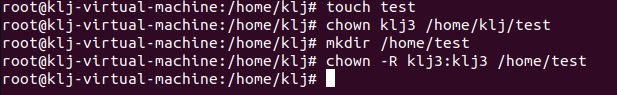 root@klj-virtual-machine:/home/klj# touch test
root@klj-virtual-machine:/home/klj# chown klj3 /home/klj/test
root@klj-virtual-machine:/home/klj# mkdir /home/test
root@klj-virtual-machine:/home/klj# chown -R klj3:klj3 /home/test
root@klj-virtual-machine:/home/klj#